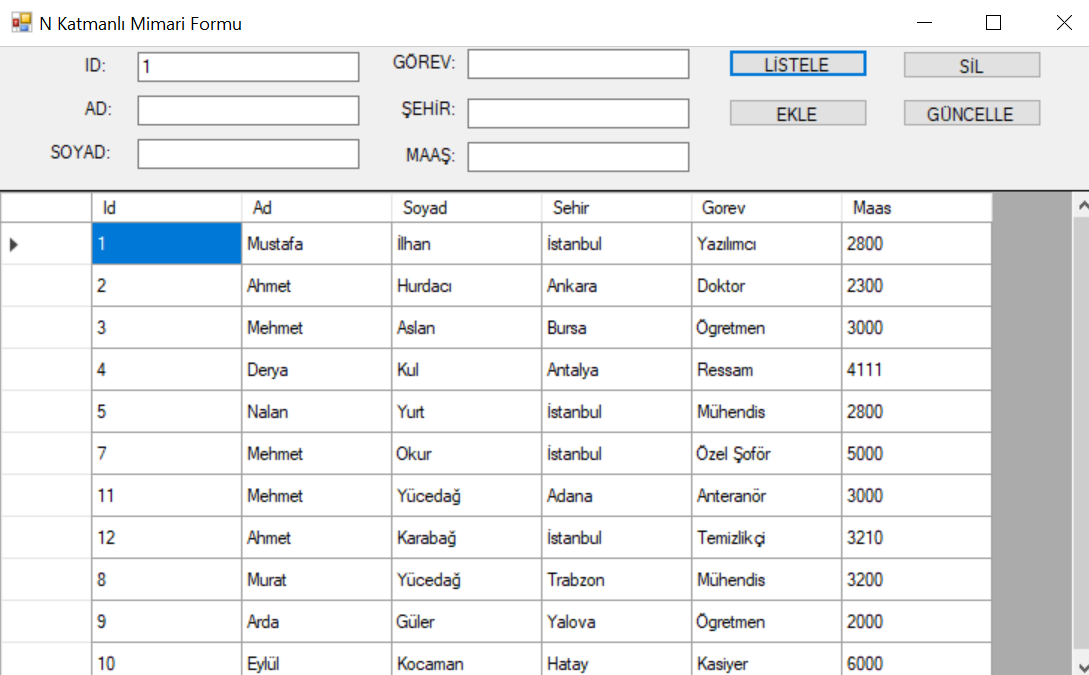 N Katmanlı Mimari Formu
ID: 1 GÖREV: LİSTELE SİL
AD: ŞEHİR: EKLE GÜNCELLE
SOYAD: MAAŞ:
Id Ad Soyad Sehir Gorev Maas
1 Mustafa İlhan İstanbul Yazılımcı 2800
2 Ahmet Hurdacı Ankara Doktor 2300
3 Mehmet Aslan Bursa Ögretmen 3000
4 Derya Kul Antalya Ressam 4111
5 Nalan Yurt İstanbul Mühendis 2800
7 Mehmet Okur İstanbul Özel Şoför 5000
11 Mehmet Yücedağ Adana Anteranör 3000
12 Ahmet Karabağ İstanbul Temizlikçi 3210
8 Murat Yücedağ Trabzon Mühendis 3200
9 Arda Güler Yalova Ögretmen 2000
10 Eylül Kocaman Hatay Kasiyer 6000